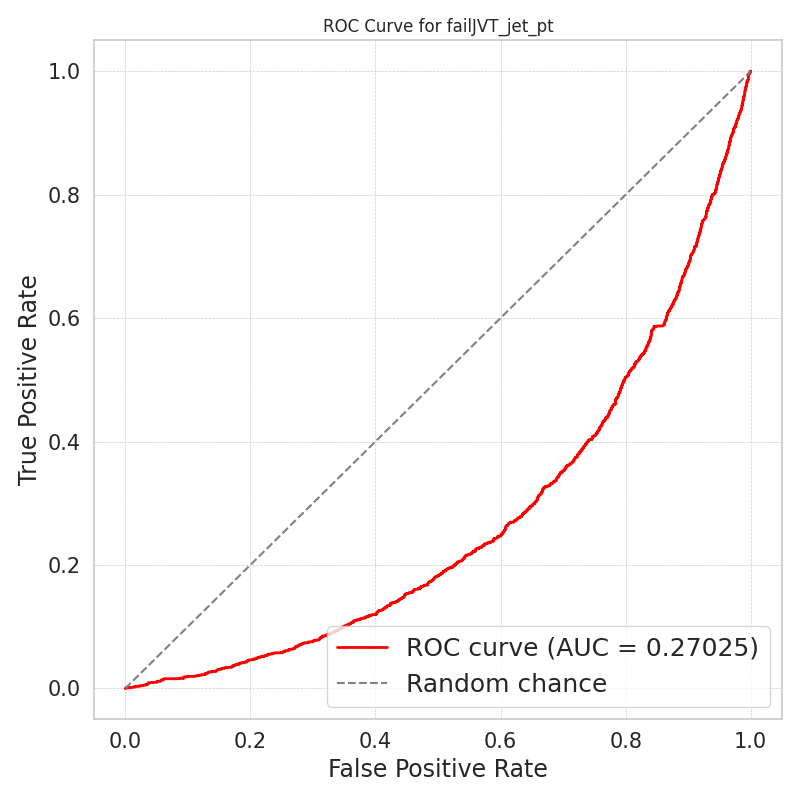 ROC Curve for failJVT_jet_pt
1.0
0.8
0.6
0.4
0.2
0.0
True Positive Rate
ROC curve (AUC = 0.27025)
Random chance
0.0 0.2 0.4 0.6 0.8 1.0
False Positive Rate